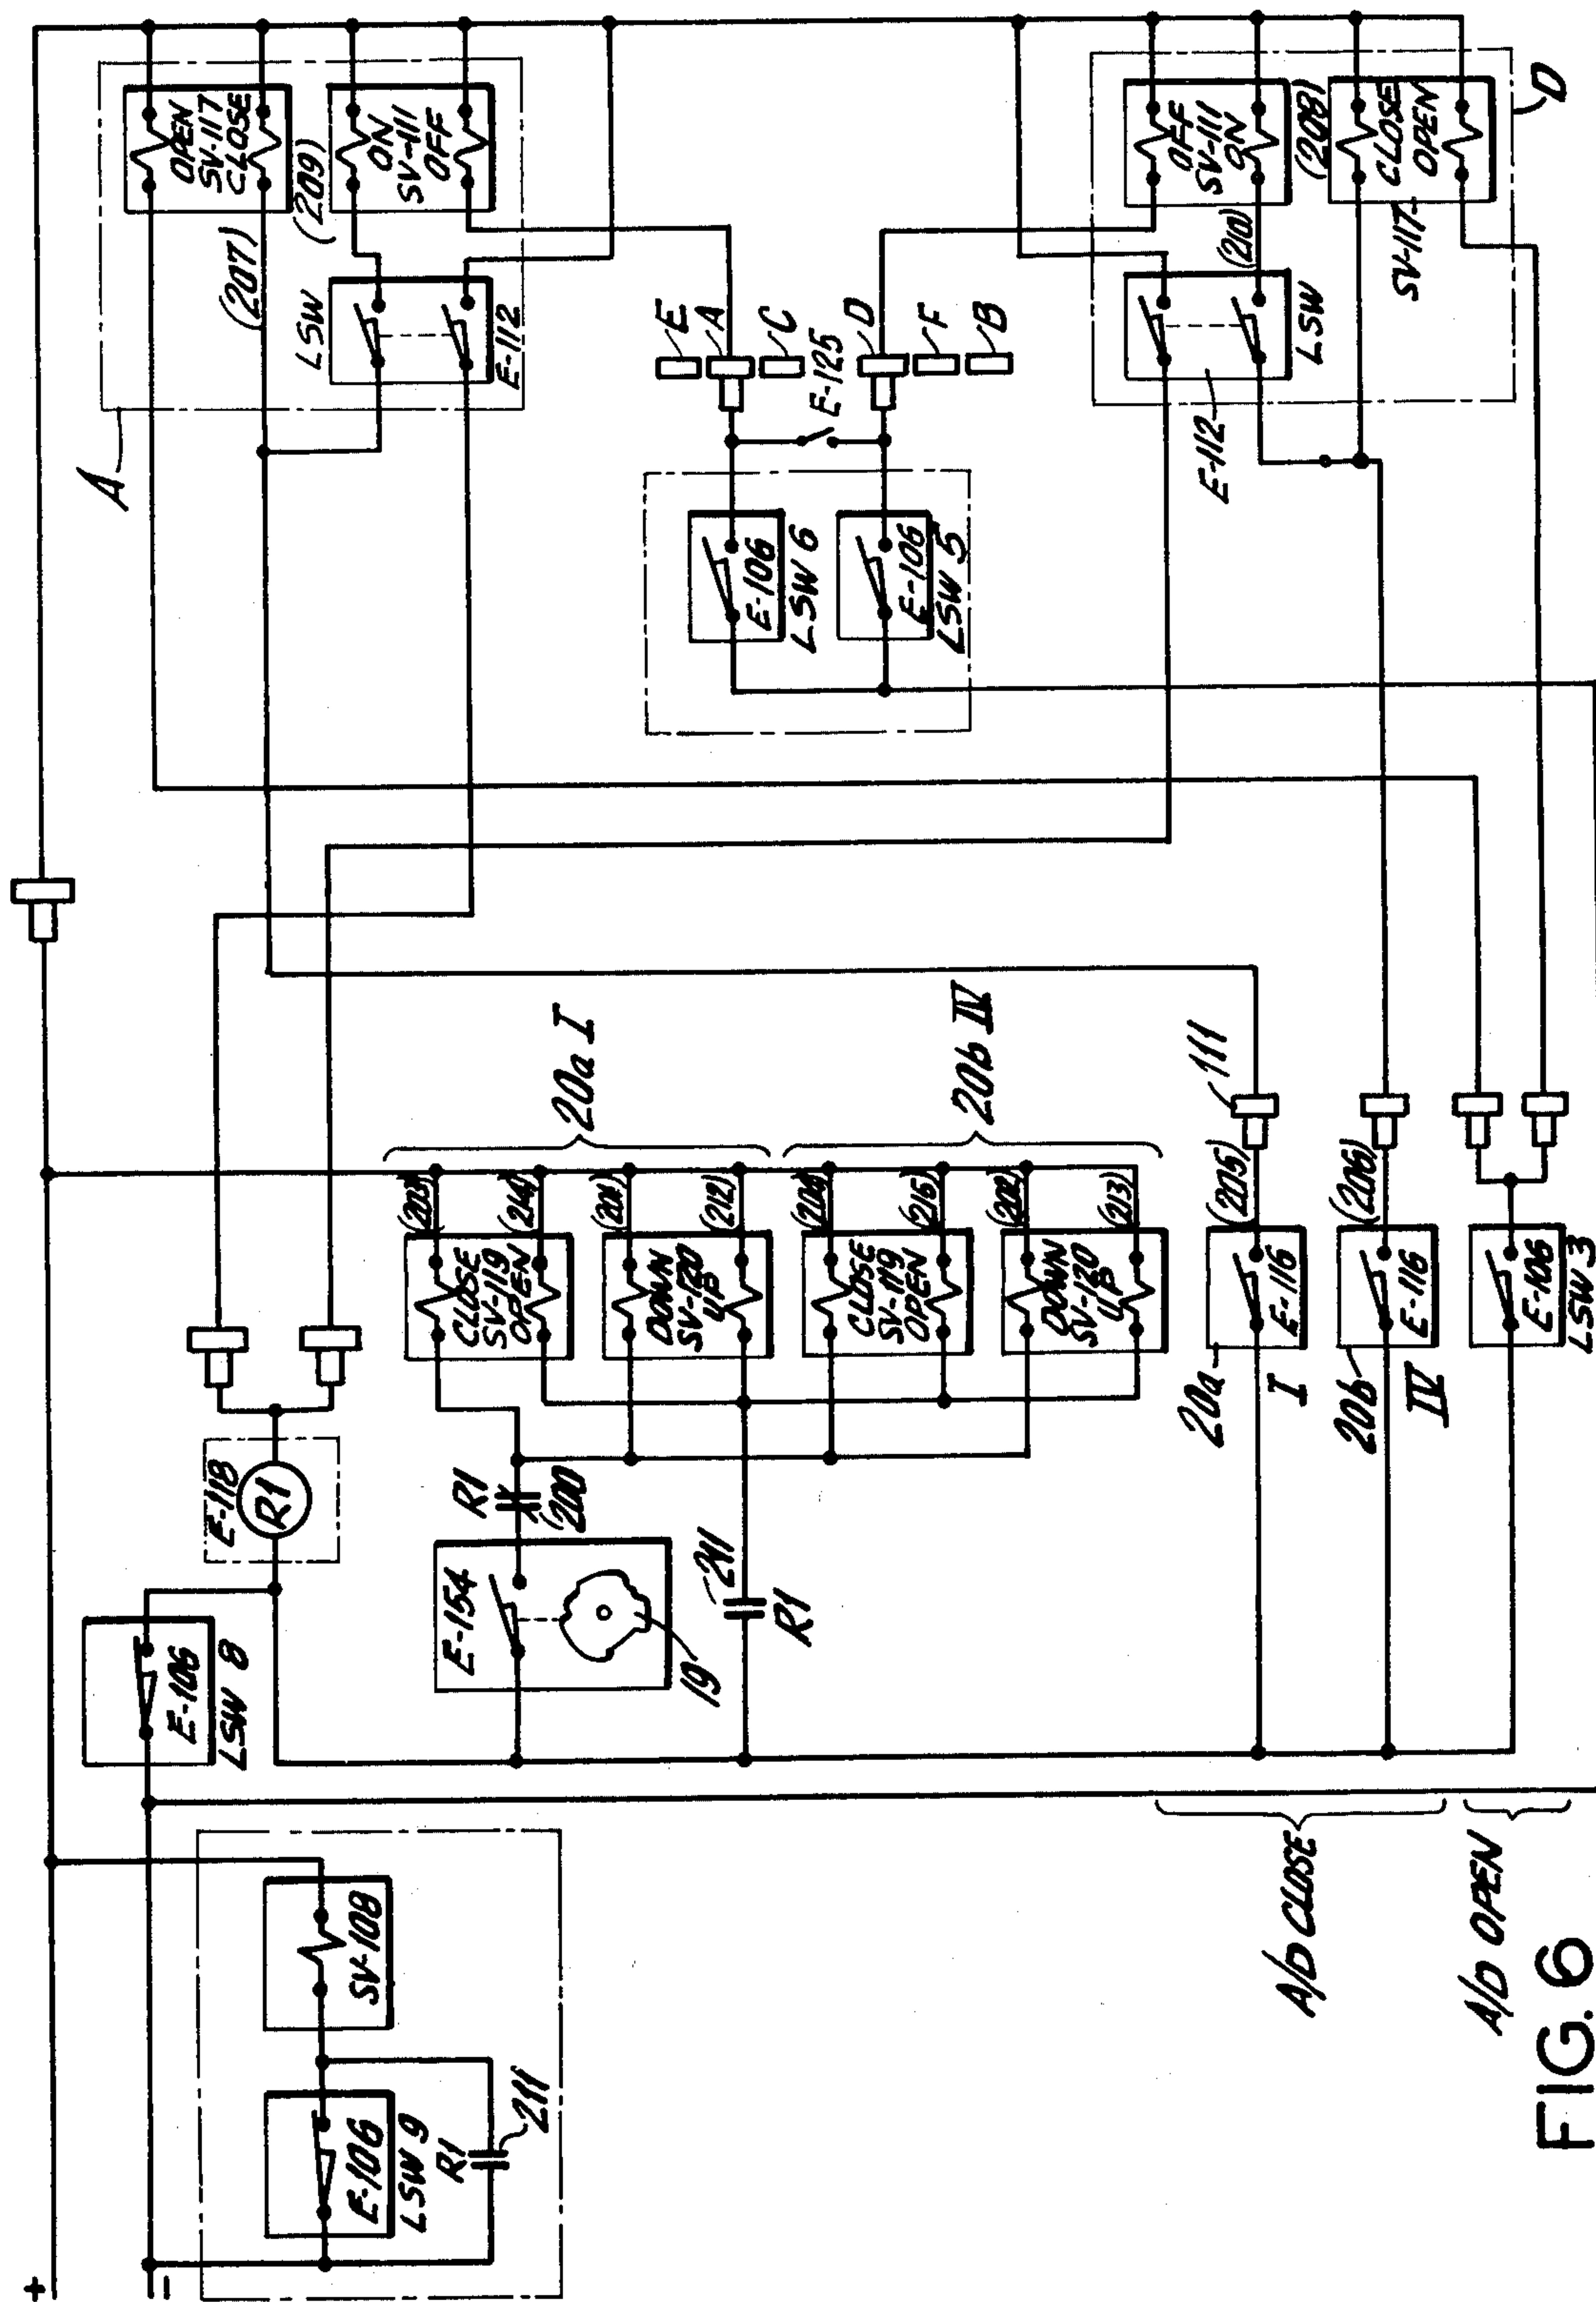 +
−
E-106
LSW 9
R1
211
SV-108
E-106
LSW 8
E-118
R1
E-154
19
R1
(200)
211
R1
CLOSE
SV-119
OPEN
(203)
(214)
DOWN
SV-120
UP
(201)
(212)
20a I
CLOSE
SV-119
OPEN
(204)
(215)
DOWN
SV-120
UP
(202)
(213)
20b IV
20a
I
E-116
(205)
111
20b
IV
E-116
(206)
E-106
LSW 3
A/D CLOSE
A/D OPEN
A
OPEN
SV-117
CLOSE
(207)
(209)
ON
SV-111
OFF
LSW
E-112
E
A
C
E-125
D
F
B
E-106
LSW 6
E-106
LSW 5
OFF
SV-111
ON
(210)
(208)
CLOSE
OPEN
SV-117
LSW
E-112
D
FIG. 6